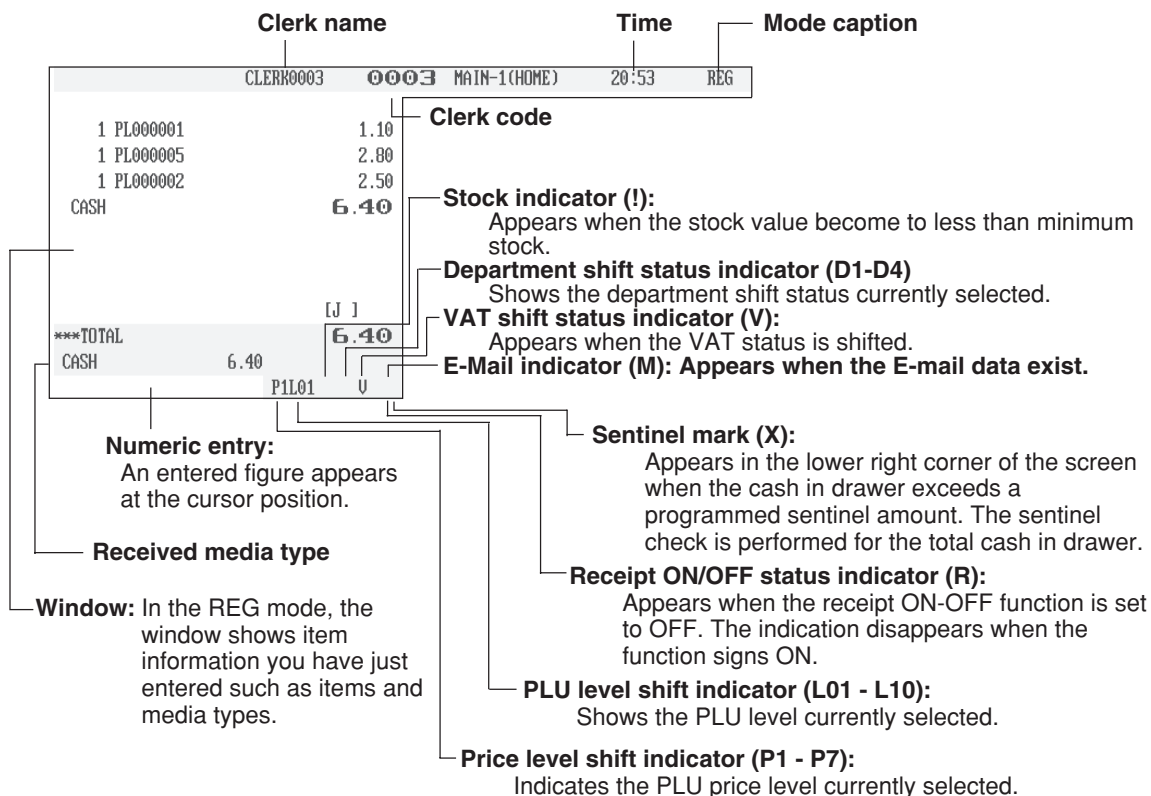 Clerk name Time Mode caption
CLERK0003 0003 MAIN-1(HOME) 20:53 REG
Clerk code
1 PL000001 1.10
1 PL000005 2.80
1 PL000002 2.50
CASH 6.40
[J ]
***TOTAL 6.40
CASH 6.40
P1L01 V
Stock indicator (!):
Appears when the stock value become to less than minimum
stock.
Department shift status indicator (D1-D4)
Shows the department shift status currently selected.
VAT shift status indicator (V):
Appears when the VAT status is shifted.
E-Mail indicator (M): Appears when the E-mail data exist.
Numeric entry:
An entered figure appears
at the cursor position.
Received media type
Window: In the REG mode, the
window shows item
information you have just
entered such as items and
media types.
Sentinel mark (X):
Appears in the lower right corner of the screen
when the cash in drawer exceeds a
programmed sentinel amount. The sentinel
check is performed for the total cash in drawer.
Receipt ON/OFF status indicator (R):
Appears when the receipt ON-OFF function is set
to OFF. The indication disappears when the
function signs ON.
PLU level shift indicator (L01 - L10):
Shows the PLU level currently selected.
Price level shift indicator (P1 - P7):
Indicates the PLU price level currently selected.